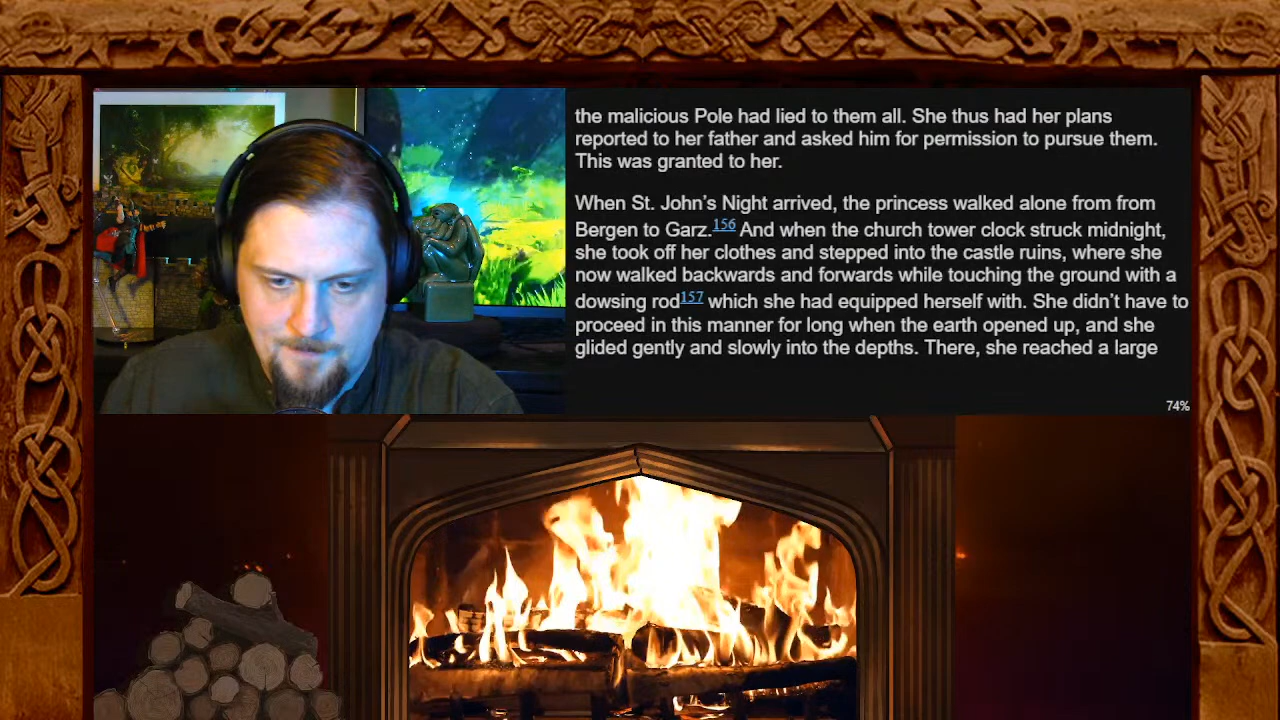 the malicious Pole had lied to them all. She thus had her plans
reported to her father and asked him for permission to pursue them.
This was granted to her.
When St. John's Night arrived, the princess walked alone from from
Bergen to Garz.156 And when the church tower clock struck midnight,
she took off her clothes and stepped into the castle ruins, where she
now walked backwards and forwards while touching the ground with a
dowsing rod157 which she had equipped herself with. She didn't have to
proceed in this manner for long when the earth opened up, and she
glided gently and slowly into the depths. There, she reached a large
74%